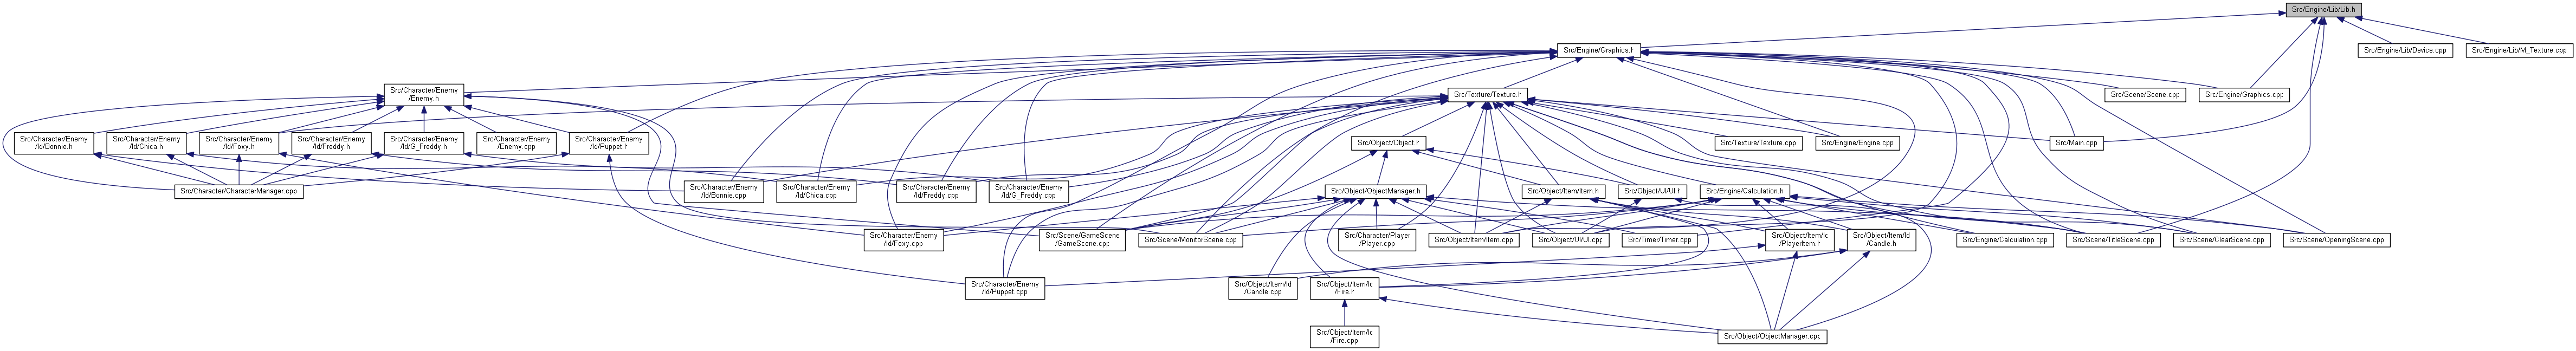 Src/Engine/Lib/Lib.h
Src/Engine/Graphics.h
Src/Engine/Lib/Device.cpp
Src/Engine/Lib/M_Texture.cpp
Src/Character/Enemy
/Enemy.h
Src/Texture/Texture.h
Src/Scene/Scene.cpp
Src/Engine/Graphics.cpp
Src/Character/Enemy
/Id/Bonnie.h
Src/Character/Enemy
/Id/Chica.h
Src/Character/Enemy
/Id/Foxy.h
Src/Character/Enemy
/Id/Freddy.h
Src/Character/Enemy
/Id/G_Freddy.h
Src/Character/Enemy
/Enemy.cpp
Src/Character/Enemy
/Id/Puppet.h
Src/Object/Object.h
Src/Texture/Texture.cpp
Src/Engine/Engine.cpp
Src/Main.cpp
Src/Character/CharacterManager.cpp
Src/Character/Enemy
/Id/Bonnie.cpp
Src/Character/Enemy
/Id/Chica.cpp
Src/Character/Enemy
/Id/Freddy.cpp
Src/Character/Enemy
/Id/G_Freddy.cpp
Src/Object/ObjectManager.h
Src/Object/Item/Item.h
Src/Object/UI/UI.h
Src/Engine/Calculation.h
Src/Character/Enemy
/Id/Foxy.cpp
Src/Scene/GameScene
/GameScene.cpp
Src/Scene/MonitorScene.cpp
Src/Character/Player
/Player.cpp
Src/Object/Item/Item.cpp
Src/Object/UI/UI.cpp
Src/Timer/Timer.cpp
Src/Object/Item/Ic
/PlayerItem.h
Src/Object/Item/Id
/Candle.h
Src/Engine/Calculation.cpp
Src/Scene/TitleScene.cpp
Src/Scene/ClearScene.cpp
Src/Scene/OpeningScene.cpp
Src/Character/Enemy
/Id/Puppet.cpp
Src/Object/Item/Id
/Candle.cpp
Src/Object/Item/Ic
/Fire.h
Src/Object/Item/Ic
/Fire.cpp
Src/Object/ObjectManager.cpp